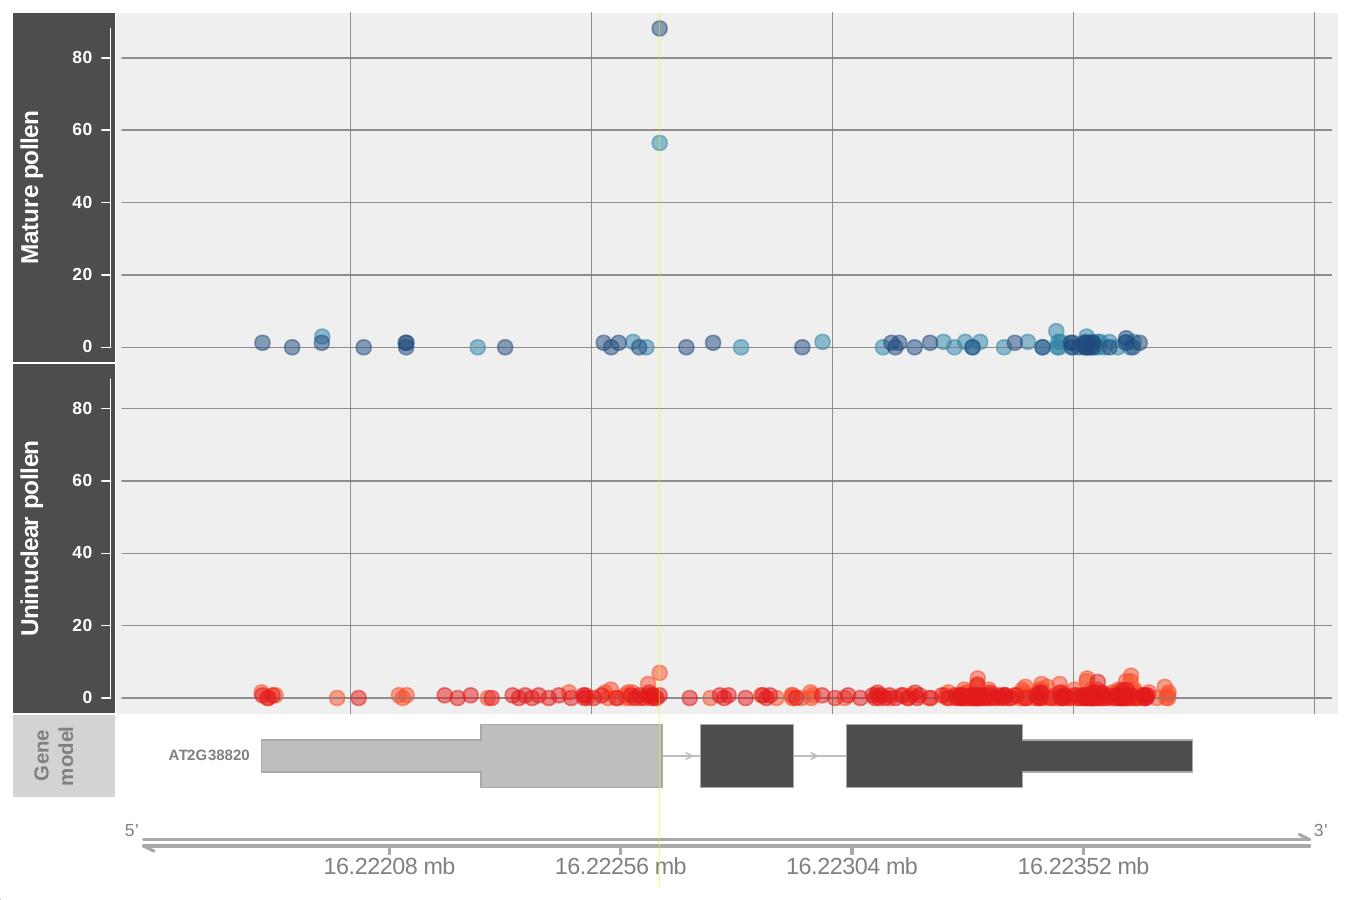 Mature pollen
80
60
40
20
0
Uninuclear pollen
80
60
40
20
0
Gene
model
AT2G38820
5'
3'
16.22208 mb
16.22256 mb
16.22304 mb
16.22352 mb